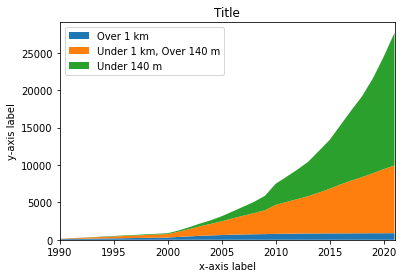 Title
Over 1 km
Under 1 km, Over 140 m
Under 140 m
y-axis label
25000
20000
15000
10000
5000
0
1990 1995 2000 2005 2010 2015 2020
x-axis label